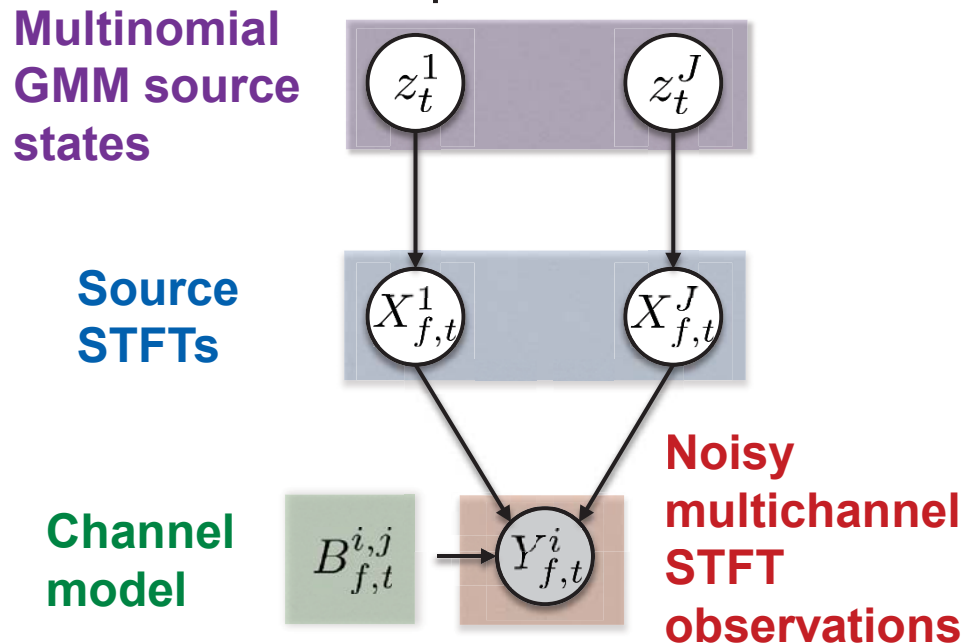 Multinomial
GMM source
states
z_t^1
z_t^J
Source
STFTs
X_{f,t}^1
X_{f,t}^J
Channel
model
B_{f,t}^{i,j}
Y_{f,t}^i
Noisy
multichannel
STFT
observations